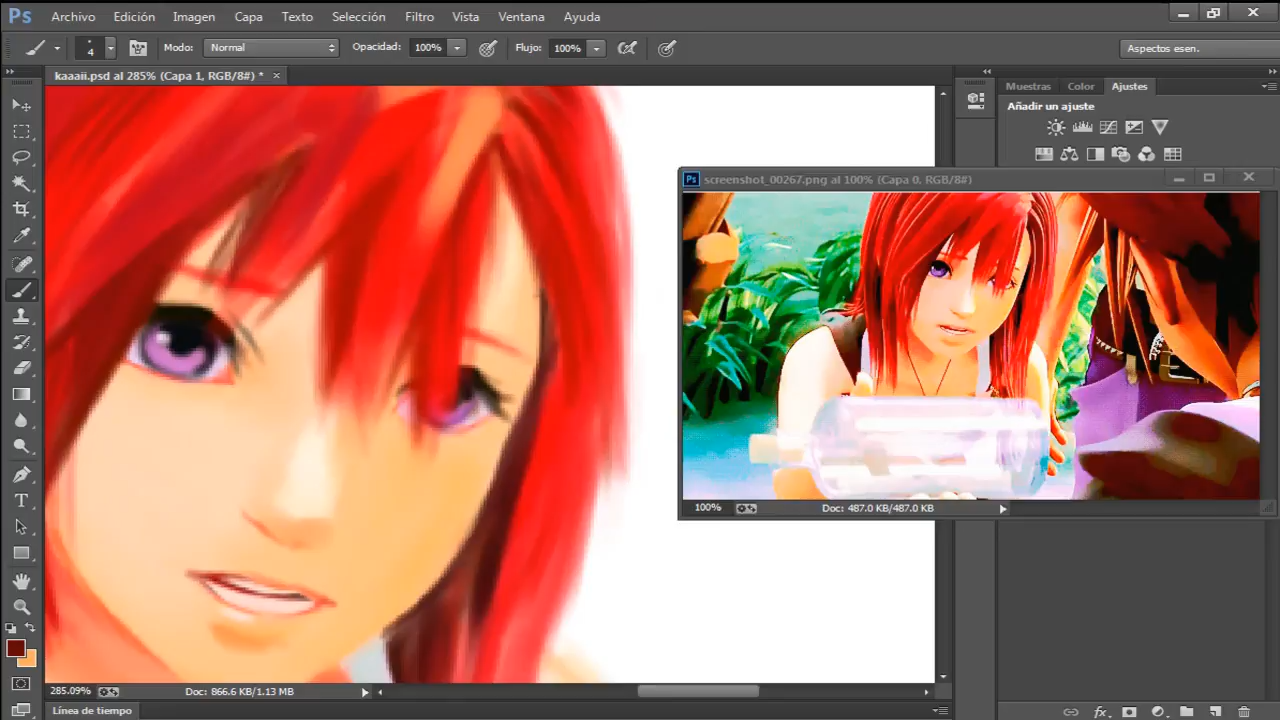 Ps Archivo Edición Imagen Capa Texto Selección Filtro Vista Ventana Ayuda
4 Modo: Normal Opacidad: 100% Flujo: 100% Aspectos esen.
kaaaii.psd al 285% (Capa 1, RGB/8#) *
Muestras Color Ajustes
Añadir un ajuste
Ps screenshot_00267.png al 100% (Capa 0, RGB/8#)
100% Doc: 487.0 KB/487.0 KB
285.09% Doc: 866.6 KB/1.13 MB
Línea de tiempo
fx